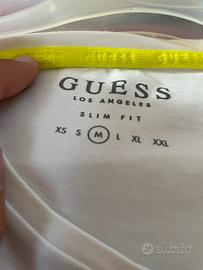 GUESS GUESS
GUESS
LOS ANGELES
SLIM FIT
XS S M L XL XXL
subito